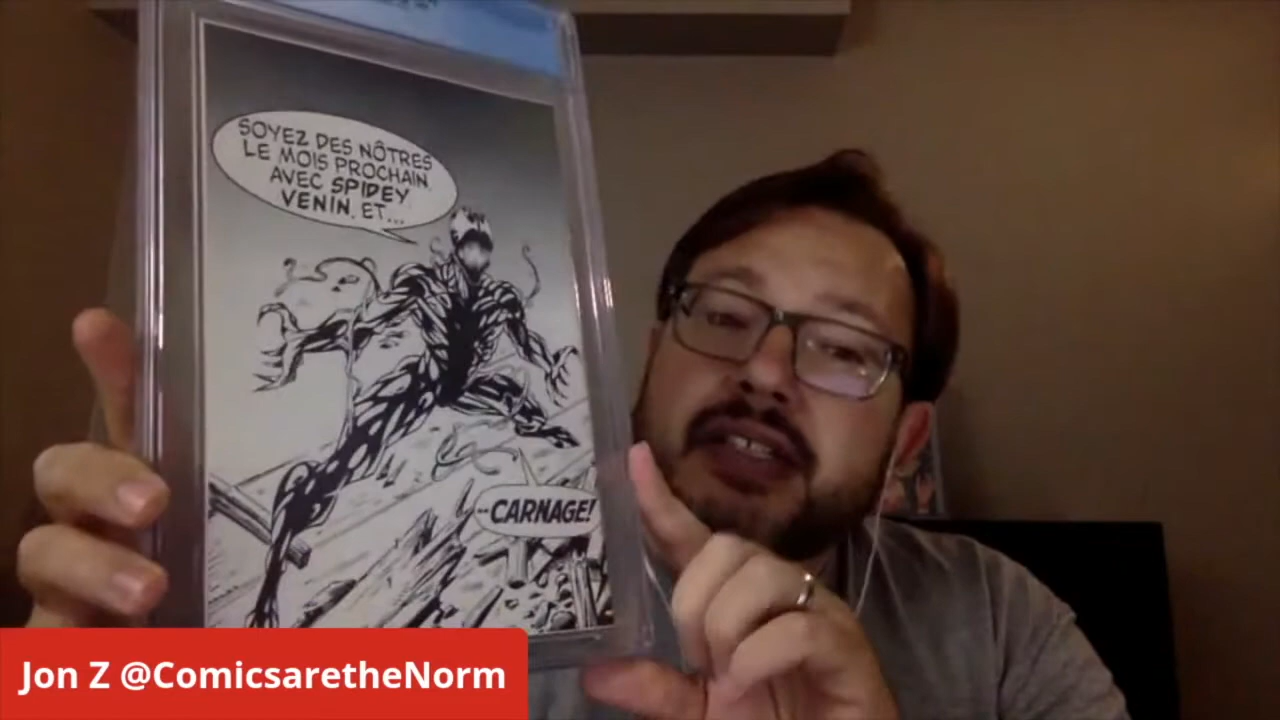 SOYEZ DES NÔTRES
LE MOIS PROCHAIN,
AVEC SPIDEY,
VENIN, ET...
--CARNAGE!
Jon Z @ComicsaretheNorm